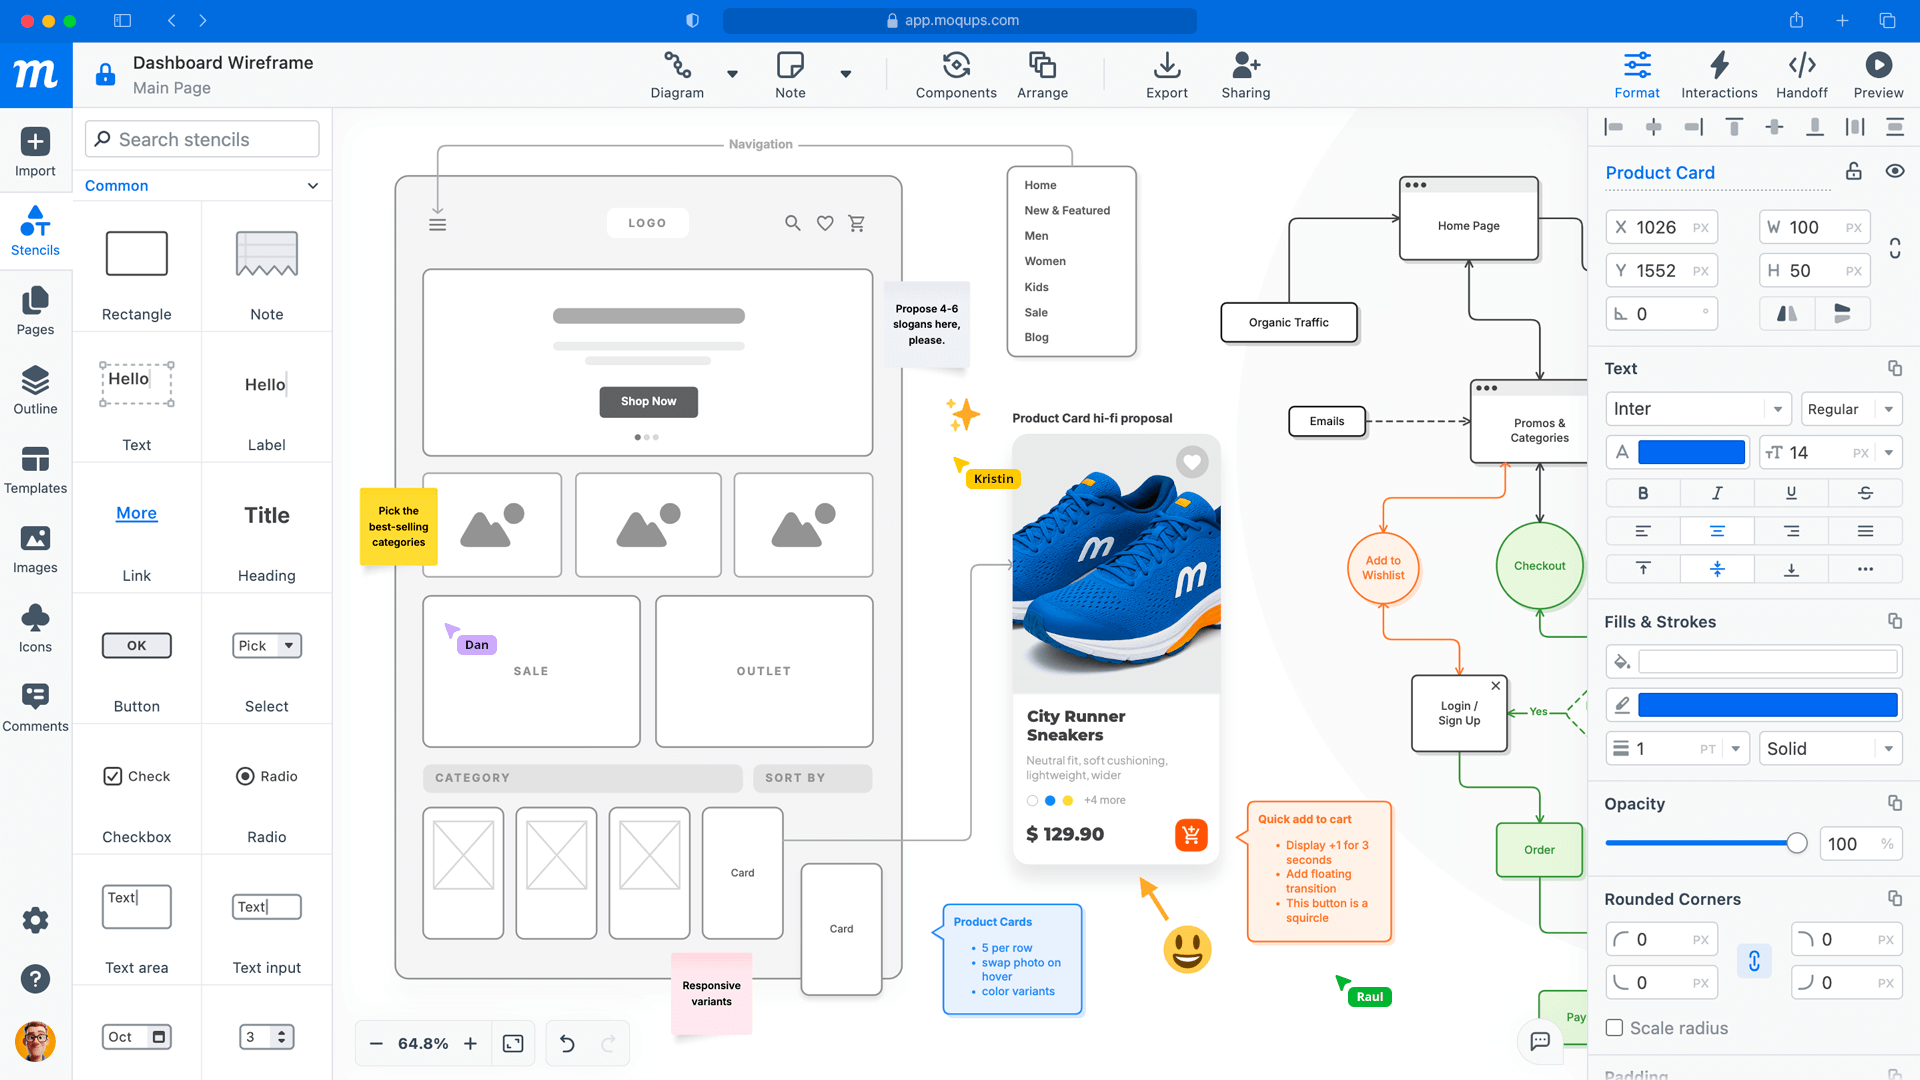 app.moqups.com
m
Dashboard Wireframe
Main Page
Diagram
Note
Components
Arrange
Export
Sharing
Format
Interactions
Handoff
Preview
Import
Stencils
Pages
Outline
Templates
Images
Icons
Comments
Search stencils
Common
Rectangle
Note
Hello
Hello
Text
Label
More
Title
Link
Heading
OK
Pick
Button
Select
Check
Radio
Checkbox
Radio
Text
Text
Text area
Text input
Oct
3
Navigation
LOGO
Shop Now
Propose 4-6
slogans here,
please.
Pick the
best-selling
categories
Dan
SALE
OUTLET
CATEGORY
SORT BY
Card
Card
Responsive
variants
64.8%
Home
New & Featured
Men
Women
Kids
Sale
Blog
Product Card hi-fi proposal
Kristin
m
m
City Runner
Sneakers
Neutral fit, soft cushioning,
lightweight, wider
+4 more
$ 129.90
Product Cards
• 5 per row
• swap photo on
hover
• color variants
Quick add to cart
• Display +1 for 3
seconds
• Add floating
transition
• This button is a
squircle
Raul
Home Page
Organic Traffic
Emails
Promos &
Categories
Add to
Wishlist
Checkout
Login /
Sign Up
Yes
Order
Pay
Product Card
X 1026 PX
W 100 PX
Y 1552 PX
H 50 PX
0 °
Text
Inter
Regular
A
TT 14 PX
B I U S
Fills & Strokes
1 PT
Solid
Opacity
100 %
Rounded Corners
0 PX
0 PX
0 PX
0 PX
Scale radius
Padding